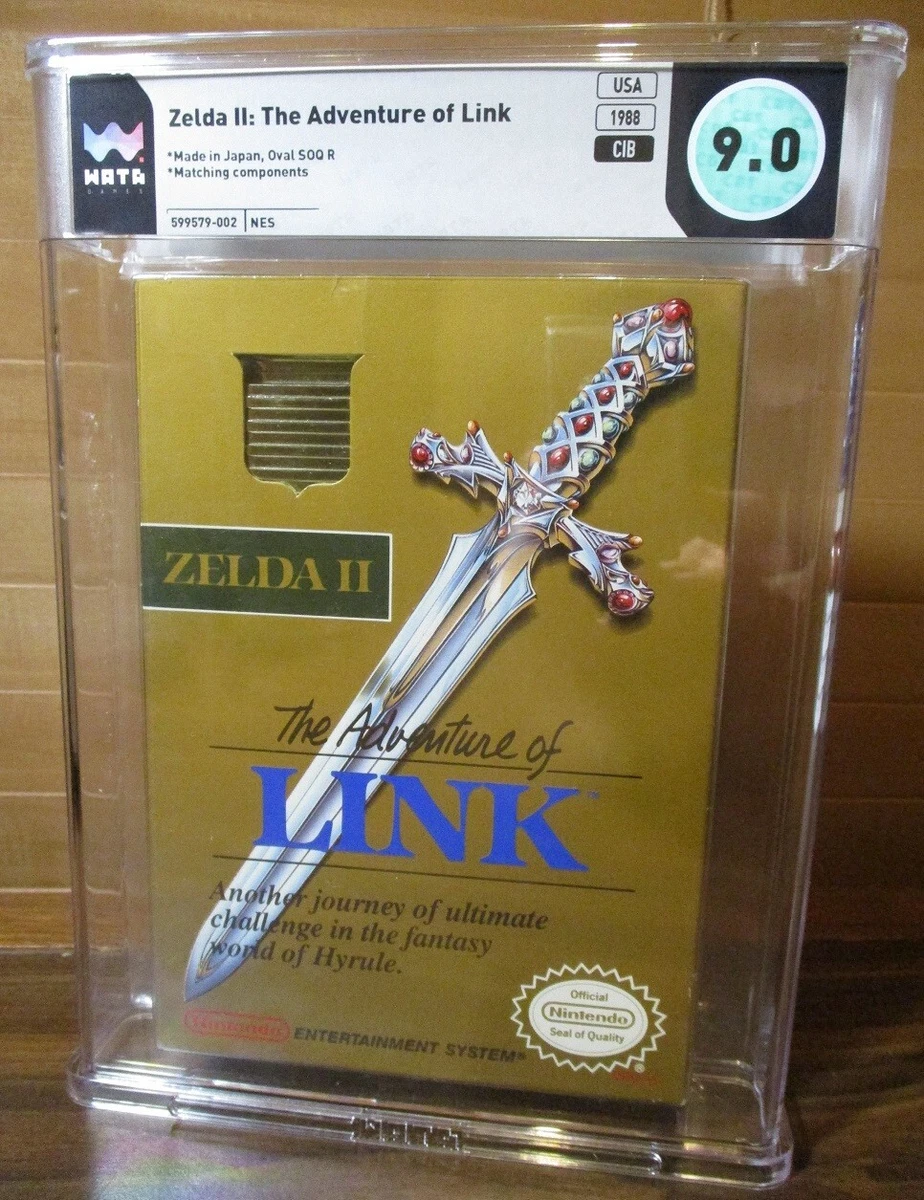 WATA
GAMES
Zelda II: The Adventure of Link
*Made in Japan, Oval SOQ R
*Matching components
599579-002 NES
USA
1988
CIB
9.0
ZELDA II
The Adventure of
LINK™
Another journey of ultimate
challenge in the fantasy
world of Hyrule.
Nintendo ENTERTAINMENT SYSTEM®
Official
Nintendo
Seal of Quality
®